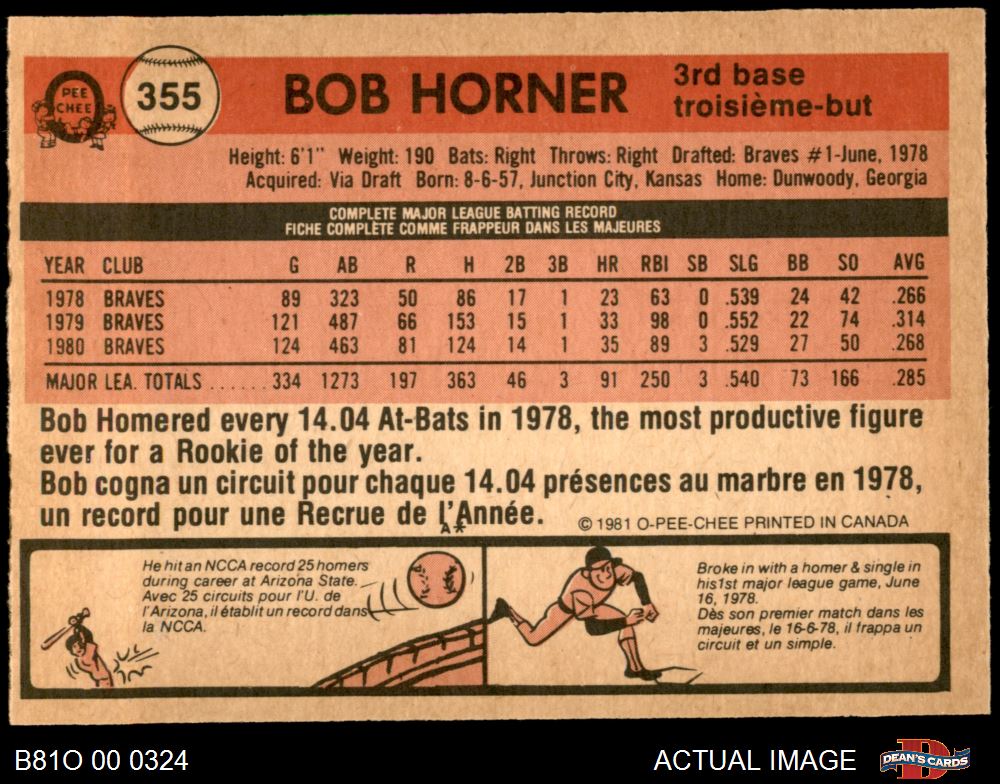 PEE
CHEE
355
BOB HORNER
3rd base
troisième-but
Height: 6'1" Weight: 190 Bats: Right Throws: Right Drafted: Braves #1-June, 1978
Acquired: Via Draft Born: 8-6-57, Junction City, Kansas Home: Dunwoody, Georgia
COMPLETE MAJOR LEAGUE BATTING RECORD
FICHE COMPLÈTE COMME FRAPPEUR DANS LES MAJEURES
YEAR CLUB G AB R H 2B 3B HR RBI SB SLG BB SO AVG
1978 BRAVES 89 323 50 86 17 1 23 63 0 .539 24 42 .266
1979 BRAVES 121 487 66 153 15 1 33 98 0 .552 22 74 .314
1980 BRAVES 124 463 81 124 14 1 35 89 3 .529 27 50 .268
MAJOR LEA. TOTALS ...... 334 1273 197 363 46 3 91 250 3 .540 73 166 .285
Bob Homered every 14.04 At-Bats in 1978, the most productive figure
ever for a Rookie of the year.
Bob cogna un circuit pour chaque 14.04 présences au marbre en 1978,
un record pour une Recrue de l'Année.
A*
© 1981 O-PEE-CHEE PRINTED IN CANADA
He hit an NCCA record 25 homers
during career at Arizona State.
Avec 25 circuits pour l'U. de
l'Arizona, il établit un record dans
la NCCA.
Broke in with a homer & single in
his 1st major league game, June
16, 1978.
Dès son premier match dans les
majeures, le 16-6-78, il frappa un
circuit et un simple.
B81O 00 0324
ACTUAL IMAGE
DEAN'S CARDS